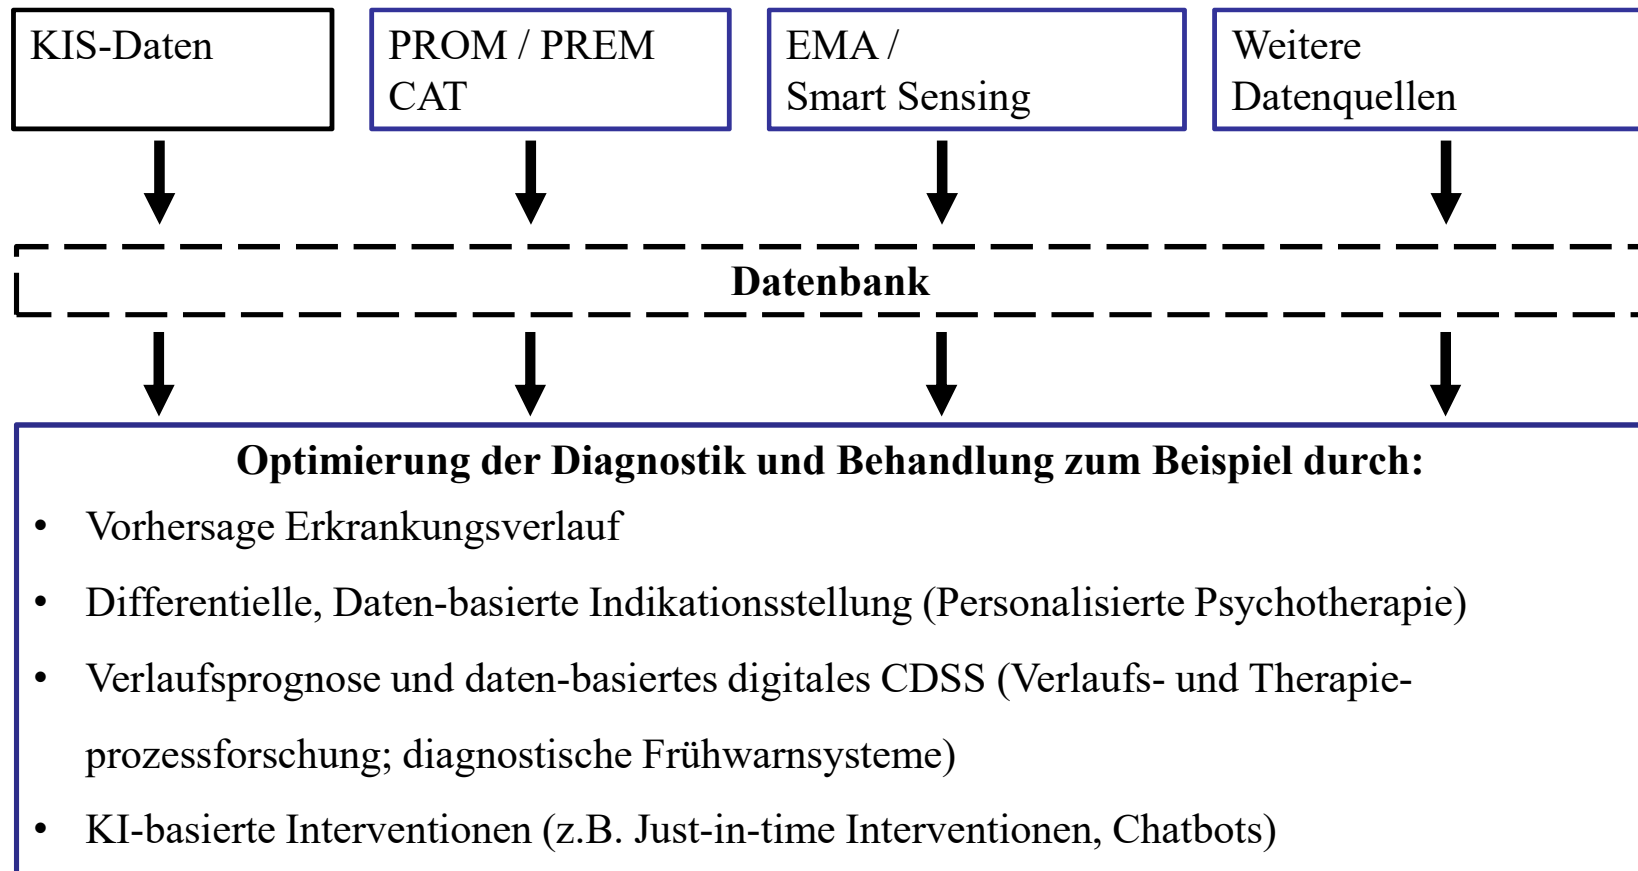 KIS-Daten
PROM / PREM
CAT
EMA /
Smart Sensing
Weitere
Datenquellen
Datenbank
Optimierung der Diagnostik und Behandlung zum Beispiel durch:
• Vorhersage Erkrankungsverlauf
• Differentielle, Daten-basierte Indikationsstellung (Personalisierte Psychotherapie)
• Verlaufsprognose und daten-basiertes digitales CDSS (Verlaufs- und Therapie-
prozessforschung; diagnostische Frühwarnsysteme)
• KI-basierte Interventionen (z.B. Just-in-time Interventionen, Chatbots)